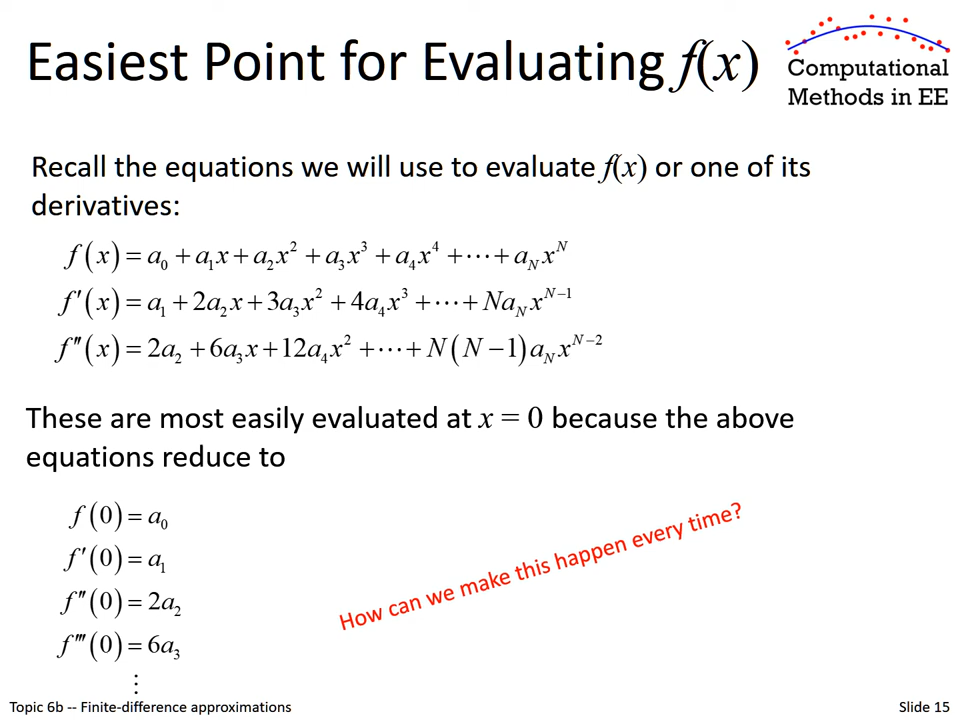 Easiest Point for Evaluating f(x)
Computational
Methods in EE
Recall the equations we will use to evaluate f(x) or one of its
derivatives:
f(x) = a₀ + a₁x + a₂x² + a₃x³ + a₄x⁴ + ⋯ + a_N x^N
f′(x) = a₁ + 2a₂x + 3a₃x² + 4a₄x³ + ⋯ + Na_N x^{N−1}
f″(x) = 2a₂ + 6a₃x + 12a₄x² + ⋯ + N(N−1)a_N x^{N−2}
These are most easily evaluated at x = 0 because the above
equations reduce to
f(0) = a₀
f′(0) = a₁
f″(0) = 2a₂
f‴(0) = 6a₃
⋮
How can we make this happen every time?
Topic 6b -- Finite-difference approximations
Slide 15